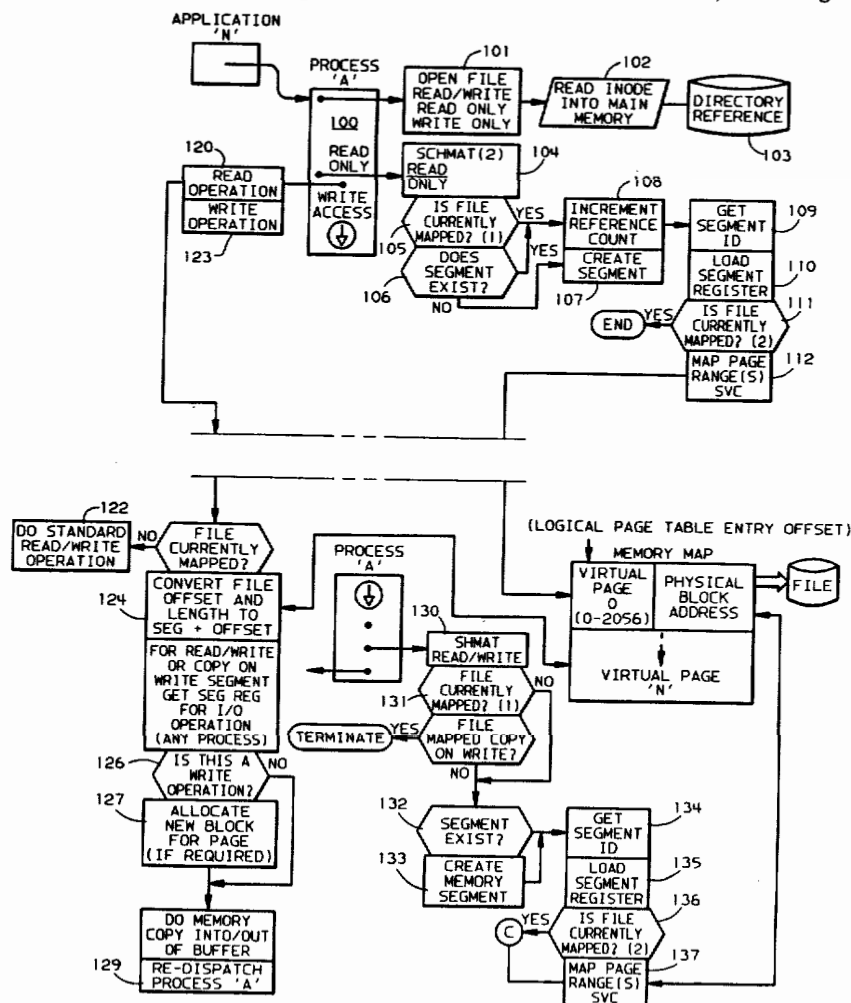 APPLICATION
'N'
PROCESS
'A'
100
READ
ONLY
WRITE
ACCESS
101
OPEN FILE
READ/WRITE
READ ONLY
WRITE ONLY
102
READ INODE
INTO MAIN
MEMORY
DIRECTORY
REFERENCE
103
120
READ
OPERATION
WRITE
OPERATION
123
SCHMAT(2)
READ
ONLY
104
IS FILE
CURRENTLY
MAPPED? (1)
105
YES
DOES
SEGMENT
EXIST?
106
YES
NO
108
INCREMENT
REFERENCE
COUNT
CREATE
SEGMENT
107
GET
SEGMENT
ID
109
LOAD
SEGMENT
REGISTER
110
111
IS FILE
CURRENTLY
MAPPED? (2)
YES
END
MAP PAGE
RANGE(S)
SVC
112
122
DO STANDARD
READ/WRITE
OPERATION
NO
FILE
CURRENTLY
MAPPED?
124
CONVERT FILE
OFFSET AND
LENGTH TO
SEG + OFFSET
FOR READ/WRITE
OR COPY ON
WRITE SEGMENT
GET SEG REG
FOR I/O
OPERATION
(ANY PROCESS)
126
IS THIS A
WRITE
OPERATION?
NO
127
ALLOCATE
NEW BLOCK
FOR PAGE
(IF REQUIRED)
DO MEMORY
COPY INTO/OUT
OF BUFFER
129
RE-DISPATCH
PROCESS 'A'
PROCESS
'A'
130
SHMAT
READ/WRITE
131
FILE
CURRENTLY
MAPPED? (1)
NO
FILE
MAPPED COPY
ON WRITE?
YES
TERMINATE
NO
132
SEGMENT
EXIST?
133
CREATE
MEMORY
SEGMENT
134
GET
SEGMENT
ID
135
LOAD
SEGMENT
REGISTER
136
IS FILE
CURRENTLY
MAPPED? (2)
YES
C
137
MAP PAGE
RANGE(S)
SVC
(LOGICAL PAGE TABLE ENTRY OFFSET)
MEMORY MAP
VIRTUAL
PAGE
0
(0-2056)
PHYSICAL
BLOCK
ADDRESS
FILE
VIRTUAL PAGE
'N'